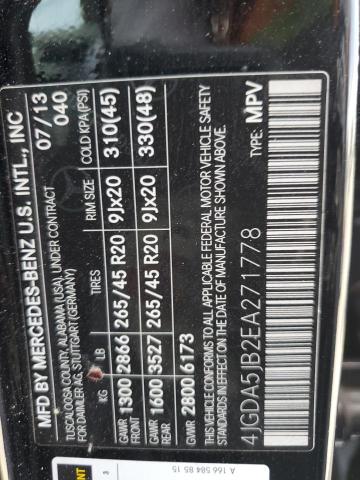 MFD BY MERCEDES-BENZ U.S. INTL., INC
TUSCALOOSA COUNTY, ALABAMA (USA), UNDER CONTRACT
FOR DAIMLER AG, STUTTGART (GERMANY)
07/13
040
KG LB TIRES RIM SIZE COLD KPA(PSI)
GAWR 1300 2866 265/45 R20 9JX20 310(45)
GAWR 1600 3527 265/45 R20 9JX20 330(48)
GVWR 2800 6173
THIS VEHICLE CONFORMS TO ALL APPLICABLE FEDERAL MOTOR VEHICLE SAFETY
STANDARDS IN EFFECT ON THE DATE OF MANUFACTURE SHOWN ABOVE.
4JGDA5JB2EA271778 TYPE OF VEHICLE: MPV
A 166 584 85 15
3